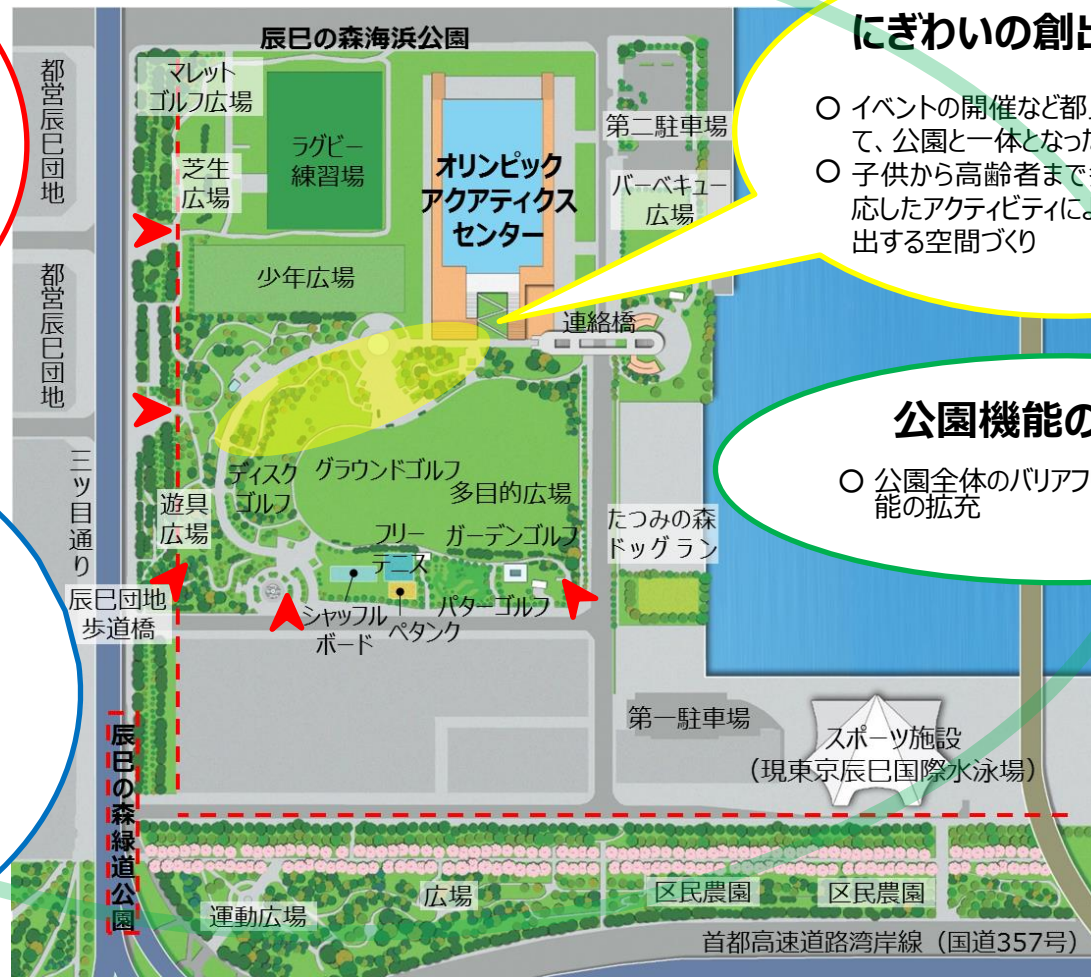 辰巳の森海浜公園
にぎわいの創出
○ イベントの開催など都
て、公園と一体となった
○ 子供から高齢者まで
応したアクティビティによ
出する空間づくり
都営辰巳団地
都営辰巳団地
マレット
ゴルフ広場
芝生
広場
ラグビー
練習場
オリンピック
アクアティクス
センター
第二駐車場
バーベキュー
広場
少年広場
連絡橋
公園機能の
○ 公園全体のバリアフ
能の拡充
三ツ目通り
ディスク
ゴルフ
グラウンドゴルフ
多目的広場
遊具
広場
フリー
テニス
ガーデンゴルフ
たつみの森
ドッグラン
辰巳団地
歩道橋
シャッフル
ボード
ペタンク
パターゴルフ
第一駐車場
スポーツ施設
（現東京辰巳国際水泳場）
辰巳の森緑道公園
運動広場
広場
区民農園
区民農園
首都高速道路湾岸線（国道357号）